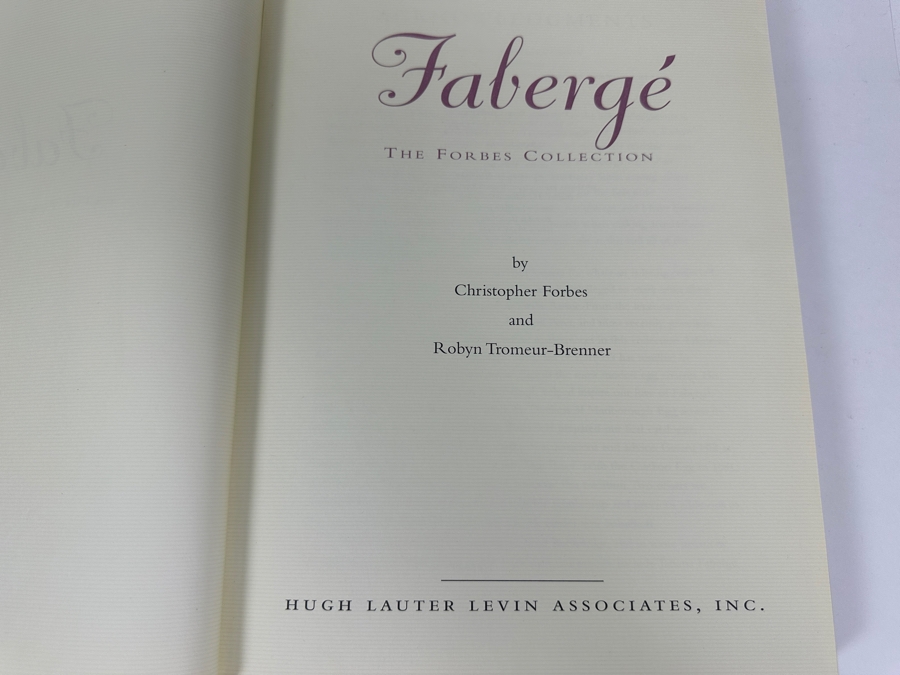 Fabergé
The Forbes Collection
by
Christopher Forbes
and
Robyn Tromeur-Brenner
HUGH LAUTER LEVIN ASSOCIATES, INC.